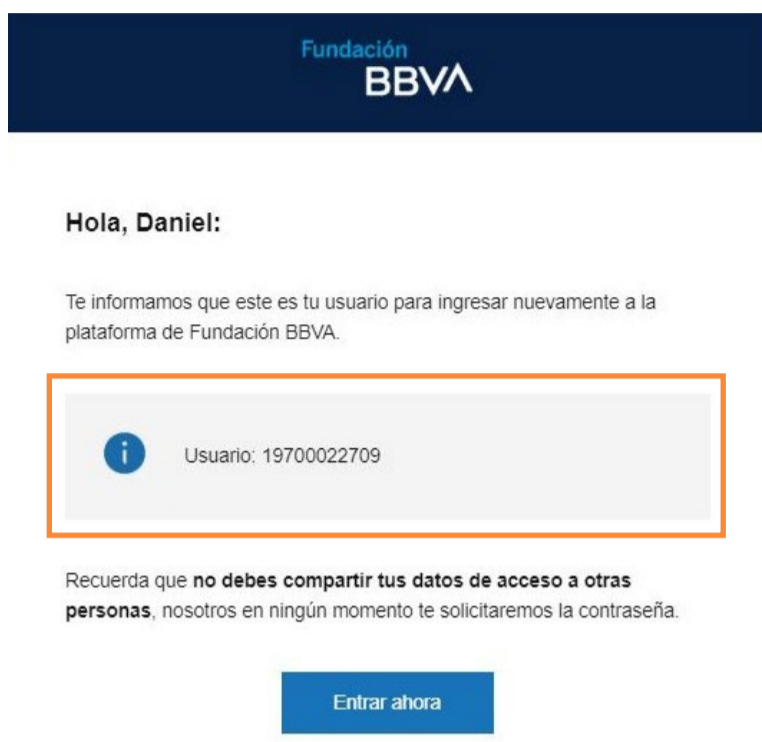 Fundación
BBVA
Hola, Daniel:
Te informamos que este es tu usuario para ingresar nuevamente a la
plataforma de Fundación BBVA.
i
Usuario: 19700022709
Recuerda que no debes compartir tus datos de acceso a otras
personas, nosotros en ningún momento te solicitaremos la contraseña.
Entrar ahora